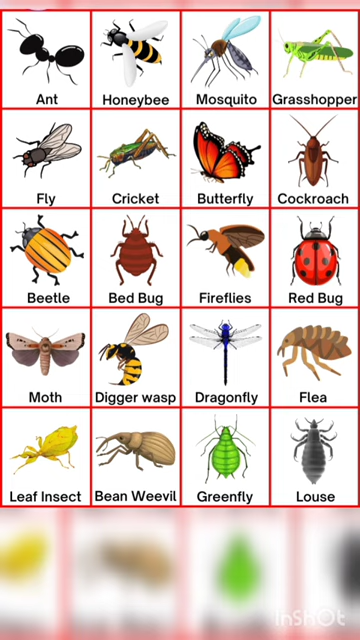 Ant
Honeybee
Mosquito
Grasshopper
Fly
Cricket
Butterfly
Cockroach
Beetle
Bed Bug
Fireflies
Red Bug
Moth
Digger wasp
Dragonfly
Flea
Leaf Insect
Bean Weevil
Greenfly
Louse
InShOt